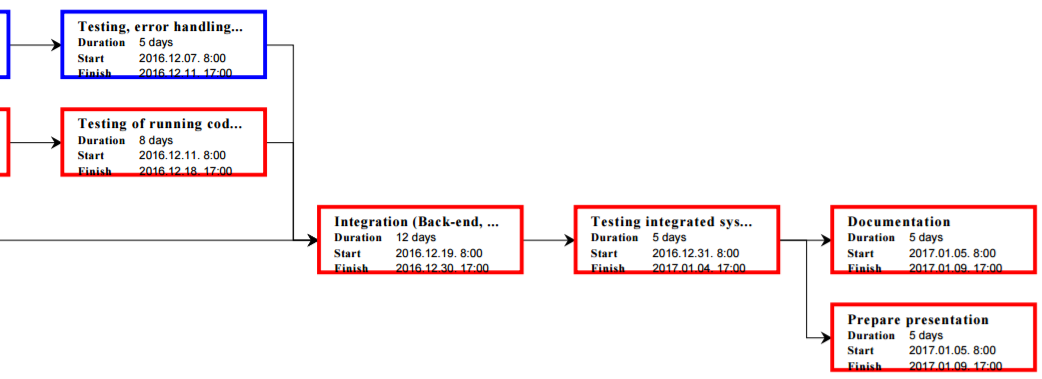 Testing, error handling...
Duration 5 days
Start 2016.12.07. 8:00
Finish 2016.12.11. 17:00
Testing of running cod...
Duration 8 days
Start 2016.12.11. 8:00
Finish 2016.12.18. 17:00
Integration (Back-end, ...
Duration 12 days
Start 2016.12.19. 8:00
Finish 2016.12.30. 17:00
Testing integrated sys...
Duration 5 days
Start 2016.12.31. 8:00
Finish 2017.01.04. 17:00
Documentation
Duration 5 days
Start 2017.01.05. 8:00
Finish 2017.01.09. 17:00
Prepare presentation
Duration 5 days
Start 2017.01.05. 8:00
Finish 2017.01.09. 17:00